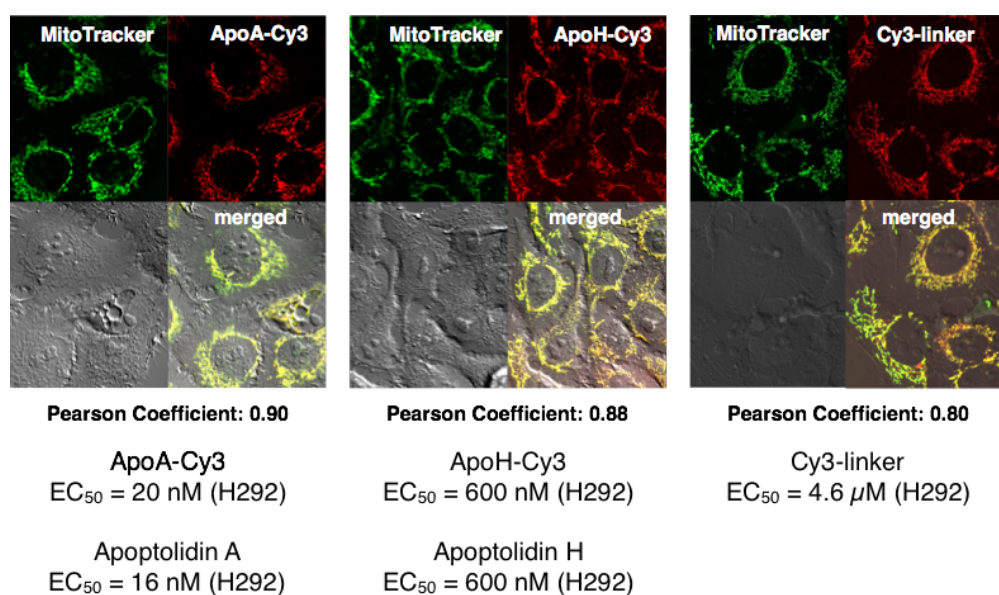 MitoTracker ApoA-Cy3
merged
Pearson Coefficient: 0.90
ApoA-Cy3
EC₅₀ = 20 nM (H292)
Apoptolidin A
EC₅₀ = 16 nM (H292)
MitoTracker ApoH-Cy3
merged
Pearson Coefficient: 0.88
ApoH-Cy3
EC₅₀ = 600 nM (H292)
Apoptolidin H
EC₅₀ = 600 nM (H292)
MitoTracker Cy3-linker
merged
Pearson Coefficient: 0.80
Cy3-linker
EC₅₀ = 4.6 μM (H292)